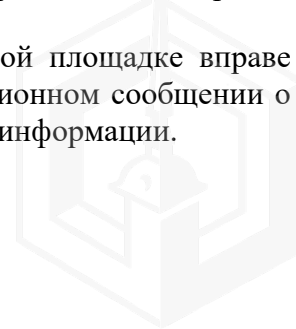 ой площадке вправе
ионном сообщении о
информации.